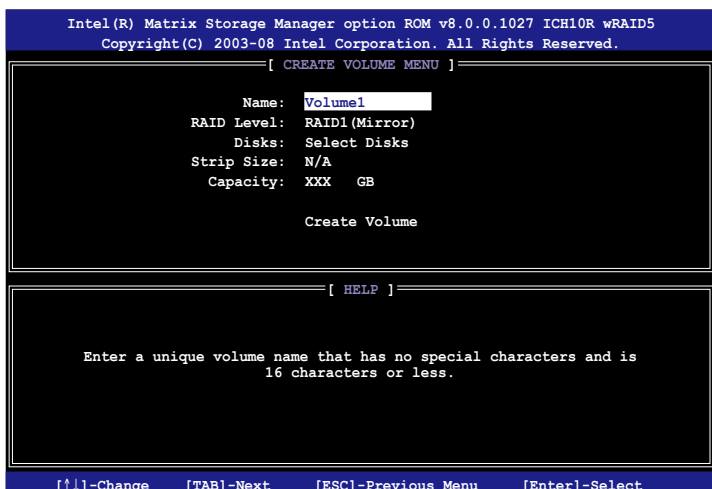 Intel(R) Matrix Storage Manager option ROM v8.0.0.1027 ICH10R wRAID5
Copyright(C) 2003-08 Intel Corporation. All Rights Reserved.
[ CREATE VOLUME MENU ]
Name: Volume1
RAID Level: RAID1(Mirror)
Disks: Select Disks
Strip Size: N/A
Capacity: XXX GB
Create Volume
[ HELP ]
Enter a unique volume name that has no special characters and is
16 characters or less.
[↑↓]-Change [TAB]-Next [ESC]-Previous Menu [Enter]-Select